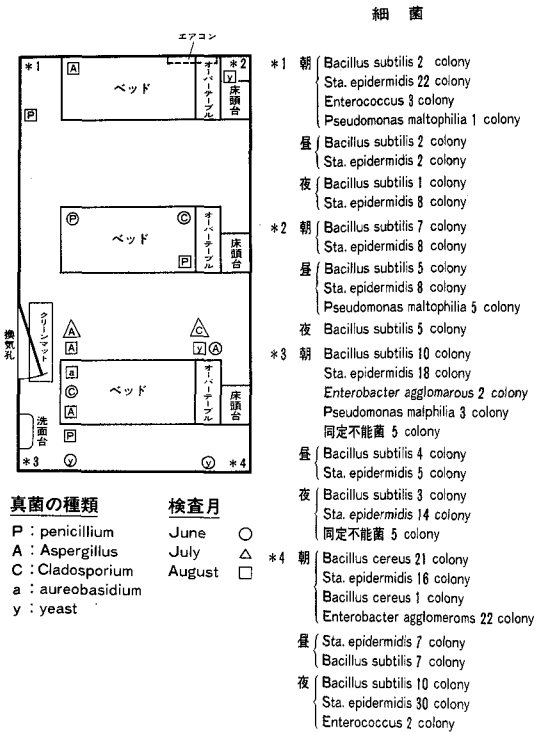 細 菌
エアコン
*1
A
ベッド
オーバーテーブル
*2
y
床頭台
P
P
C
ベッド
オーバーテーブル
P
床頭台
換気孔
クリーンマット
A
C
A
y
A
a
ベッド
オーバーテーブル
C
A
床頭台
洗面台
P
*3
y
y
*4
*1 朝 Bacillus subtilis 2 colony
Sta. epidermidis 22 colony
Enterococcus 3 colony
Pseudomonas maltophilia 1 colony
昼 Bacillus subtilis 2 colony
Sta. epidermidis 2 colony
夜 Bacillus subtilis 1 colony
Sta. epidermidis 8 colony
*2 朝 Bacillus subtilis 7 colony
Sta. epidermidis 8 colony
昼 Bacillus subtilis 5 colony
Sta. epidermidis 8 colony
Pseudomonas maltophilia 5 colony
夜 Bacillus subtilis 5 colony
*3 朝 Bacillus subtilis 10 colony
Sta. epidermidis 18 colony
Enterobacter agglomarous 2 colony
Pseudomonas malphilia 3 colony
同定不能菌 5 colony
昼 Bacillus subtilis 4 colony
Sta. epidermidis 5 colony
夜 Bacillus subtilis 3 colony
Sta. epidermidis 14 colony
同定不能菌 5 colony
*4 朝 Bacillus cereus 21 colony
Sta. epidermidis 16 colony
Bacillus cereus 1 colony
Enterobacter agglomeroms 22 colony
昼 Sta. epidermidis 7 colony
Bacillus subtilis 7 colony
夜 Bacillus subtilis 10 colony
Sta. epidermidis 30 colony
Enterococcus 2 colony
真菌の種類
P : penicillium
A : Aspergillus
C : Cladosporium
a : aureobasidium
y : yeast
検査月
June ○
July △
August □